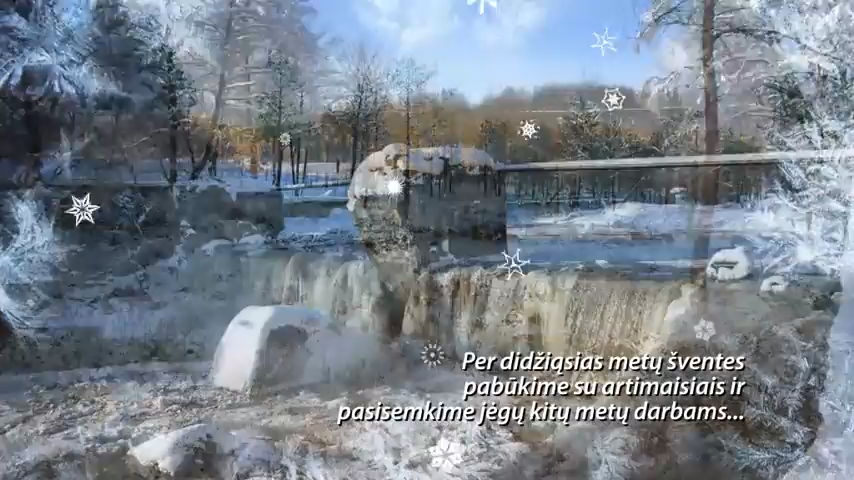 Per didžiąsias metų šventes
pabūkime su artimaisiais ir
pasisemkime jėgų kitų metų darbams...